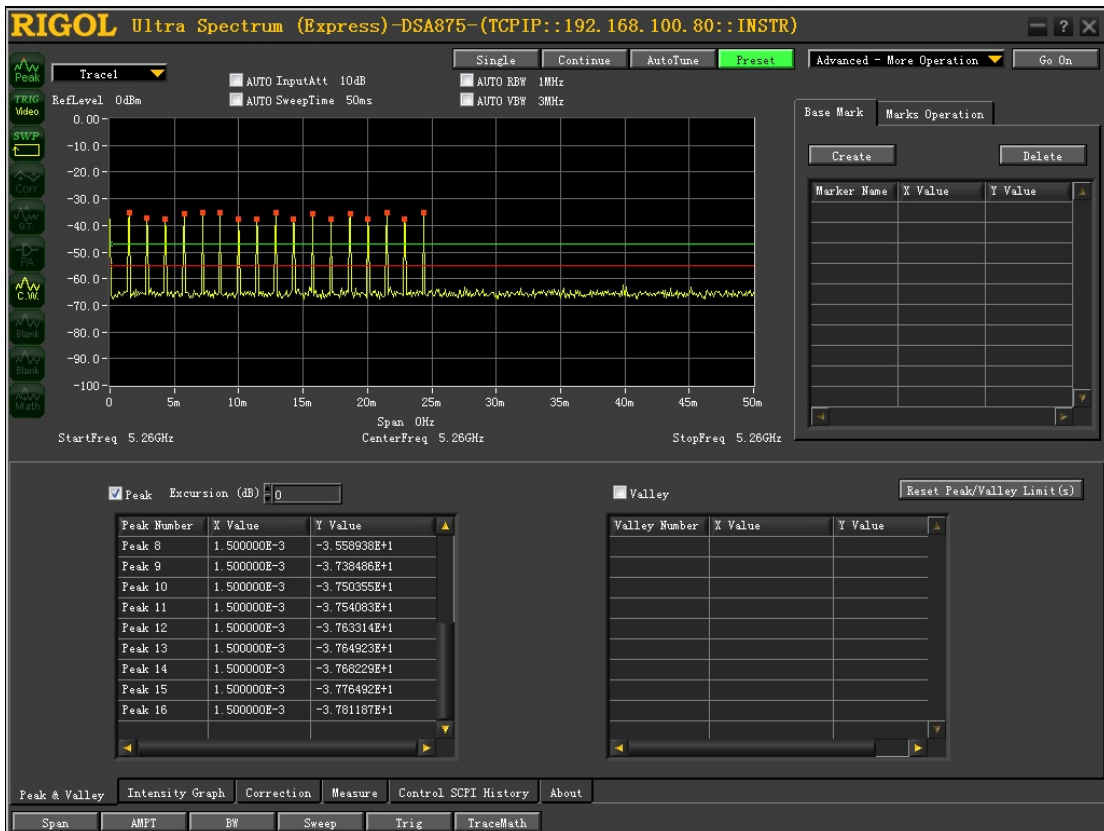 RIGOL Ultra Spectrum (Express)-DSA875-(TCPIP::192.168.100.80::INSTR)
Single Continue AutoTune Preset Advanced - More Operation Go On
Peak
Trace1
AUTO InputAtt 10dB
AUTO RBW 1MHz
RefLevel 0dBm
AUTO SweepTime 50ms
AUTO VBW 3MHz
TRIG
Video
SWP
Corr
S.T.
PA
C.W.
Blank
Blank
Math
0.00
-10.0
-20.0
-30.0
-40.0
-50.0
-60.0
-70.0
-80.0
-90.0
-100
0 5m 10m 15m 20m 25m 30m 35m 40m 45m 50m
Span 0Hz
StartFreq 5.26GHz CenterFreq 5.26GHz StopFreq 5.26GHz
Base Mark Marks Operation
Create Delete
Marker Name X Value Y Value
Peak Excursion (dB) 0
Peak Number X Value Y Value
Peak 8 1.500000E-3 -3.558938E+1
Peak 9 1.500000E-3 -3.738486E+1
Peak 10 1.500000E-3 -3.750355E+1
Peak 11 1.500000E-3 -3.754083E+1
Peak 12 1.500000E-3 -3.763314E+1
Peak 13 1.500000E-3 -3.764923E+1
Peak 14 1.500000E-3 -3.768229E+1
Peak 15 1.500000E-3 -3.776492E+1
Peak 16 1.500000E-3 -3.781187E+1
Valley Reset Peak/Valley Limit(s)
Valley Number X Value Y Value
Peak & Valley Intensity Graph Correction Measure Control SCPI History About
Span AMPT BW Sweep Trig TraceMath